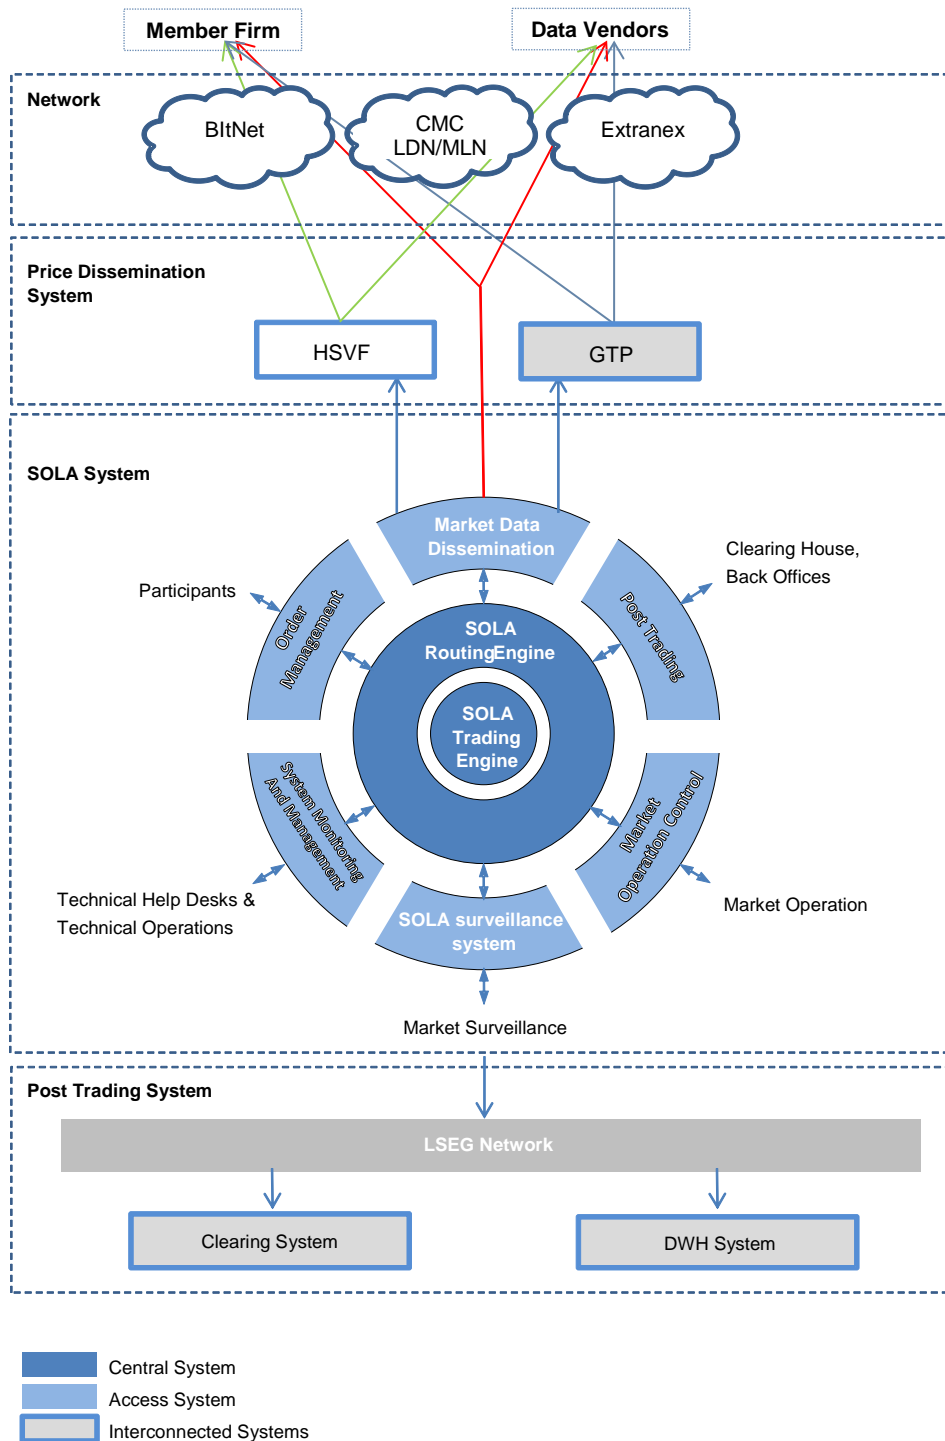 Member Firm
Data Vendors
Network
BItNet
CMC
LDN/MLN
Extranex
Price Dissemination
System
HSVF
GTP
SOLA System
Market Data
Dissemination
Clearing House,
Back Offices
Participants
Order
Management
Post Trading
SOLA
RoutingEngine
SOLA
Trading
Engine
System Monitoring
And Management
Market
Operation Control
Technical Help Desks &
Technical Operations
SOLA surveillance
system
Market Operation
Market Surveillance
Post Trading System
LSEG Network
Clearing System
DWH System
Central System
Access System
Interconnected Systems